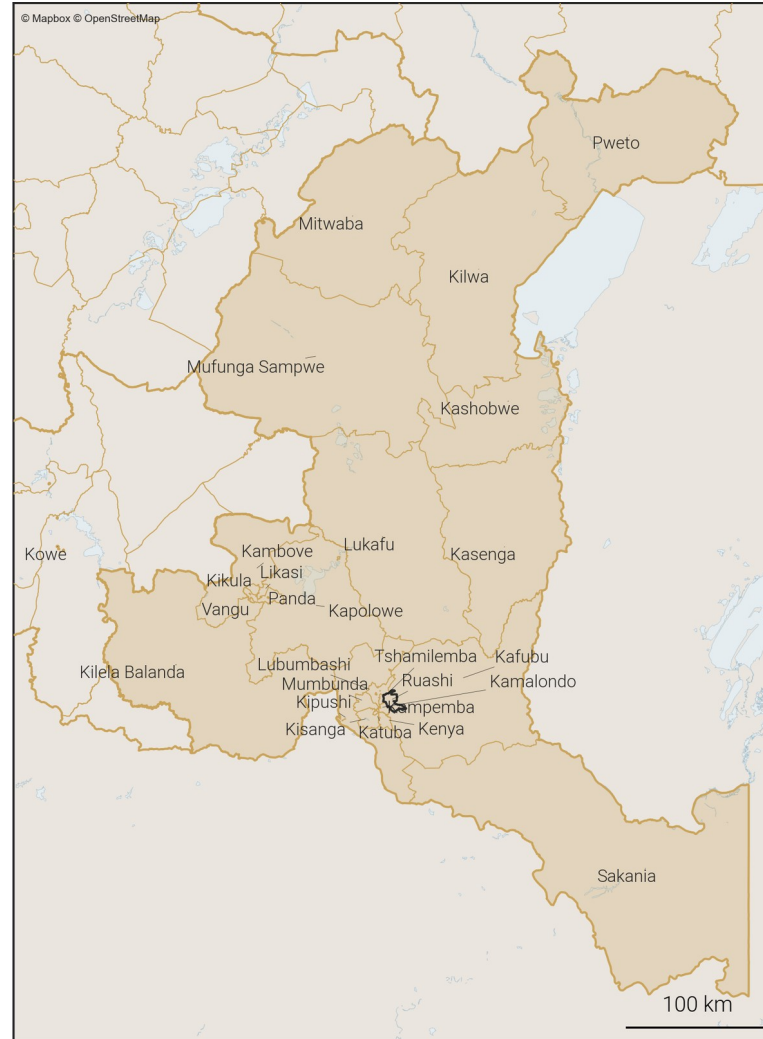 © Mapbox © OpenStreetMap
Pweto
Mitwaba
Kilwa
Mufunga Sampwe
Kashobwe
Lukafu
Kasenga
Kowe
Kambove
Likasi
Kikula
Panda
Vangu
Kapolowe
Kilela Balanda
Lubumbashi
Tshamilemba
Kafubu
Mumbunda
Ruashi
Kamalondo
Kipushi
Kampemba
Kisanga
Katuba
Kenya
Sakania
100 km